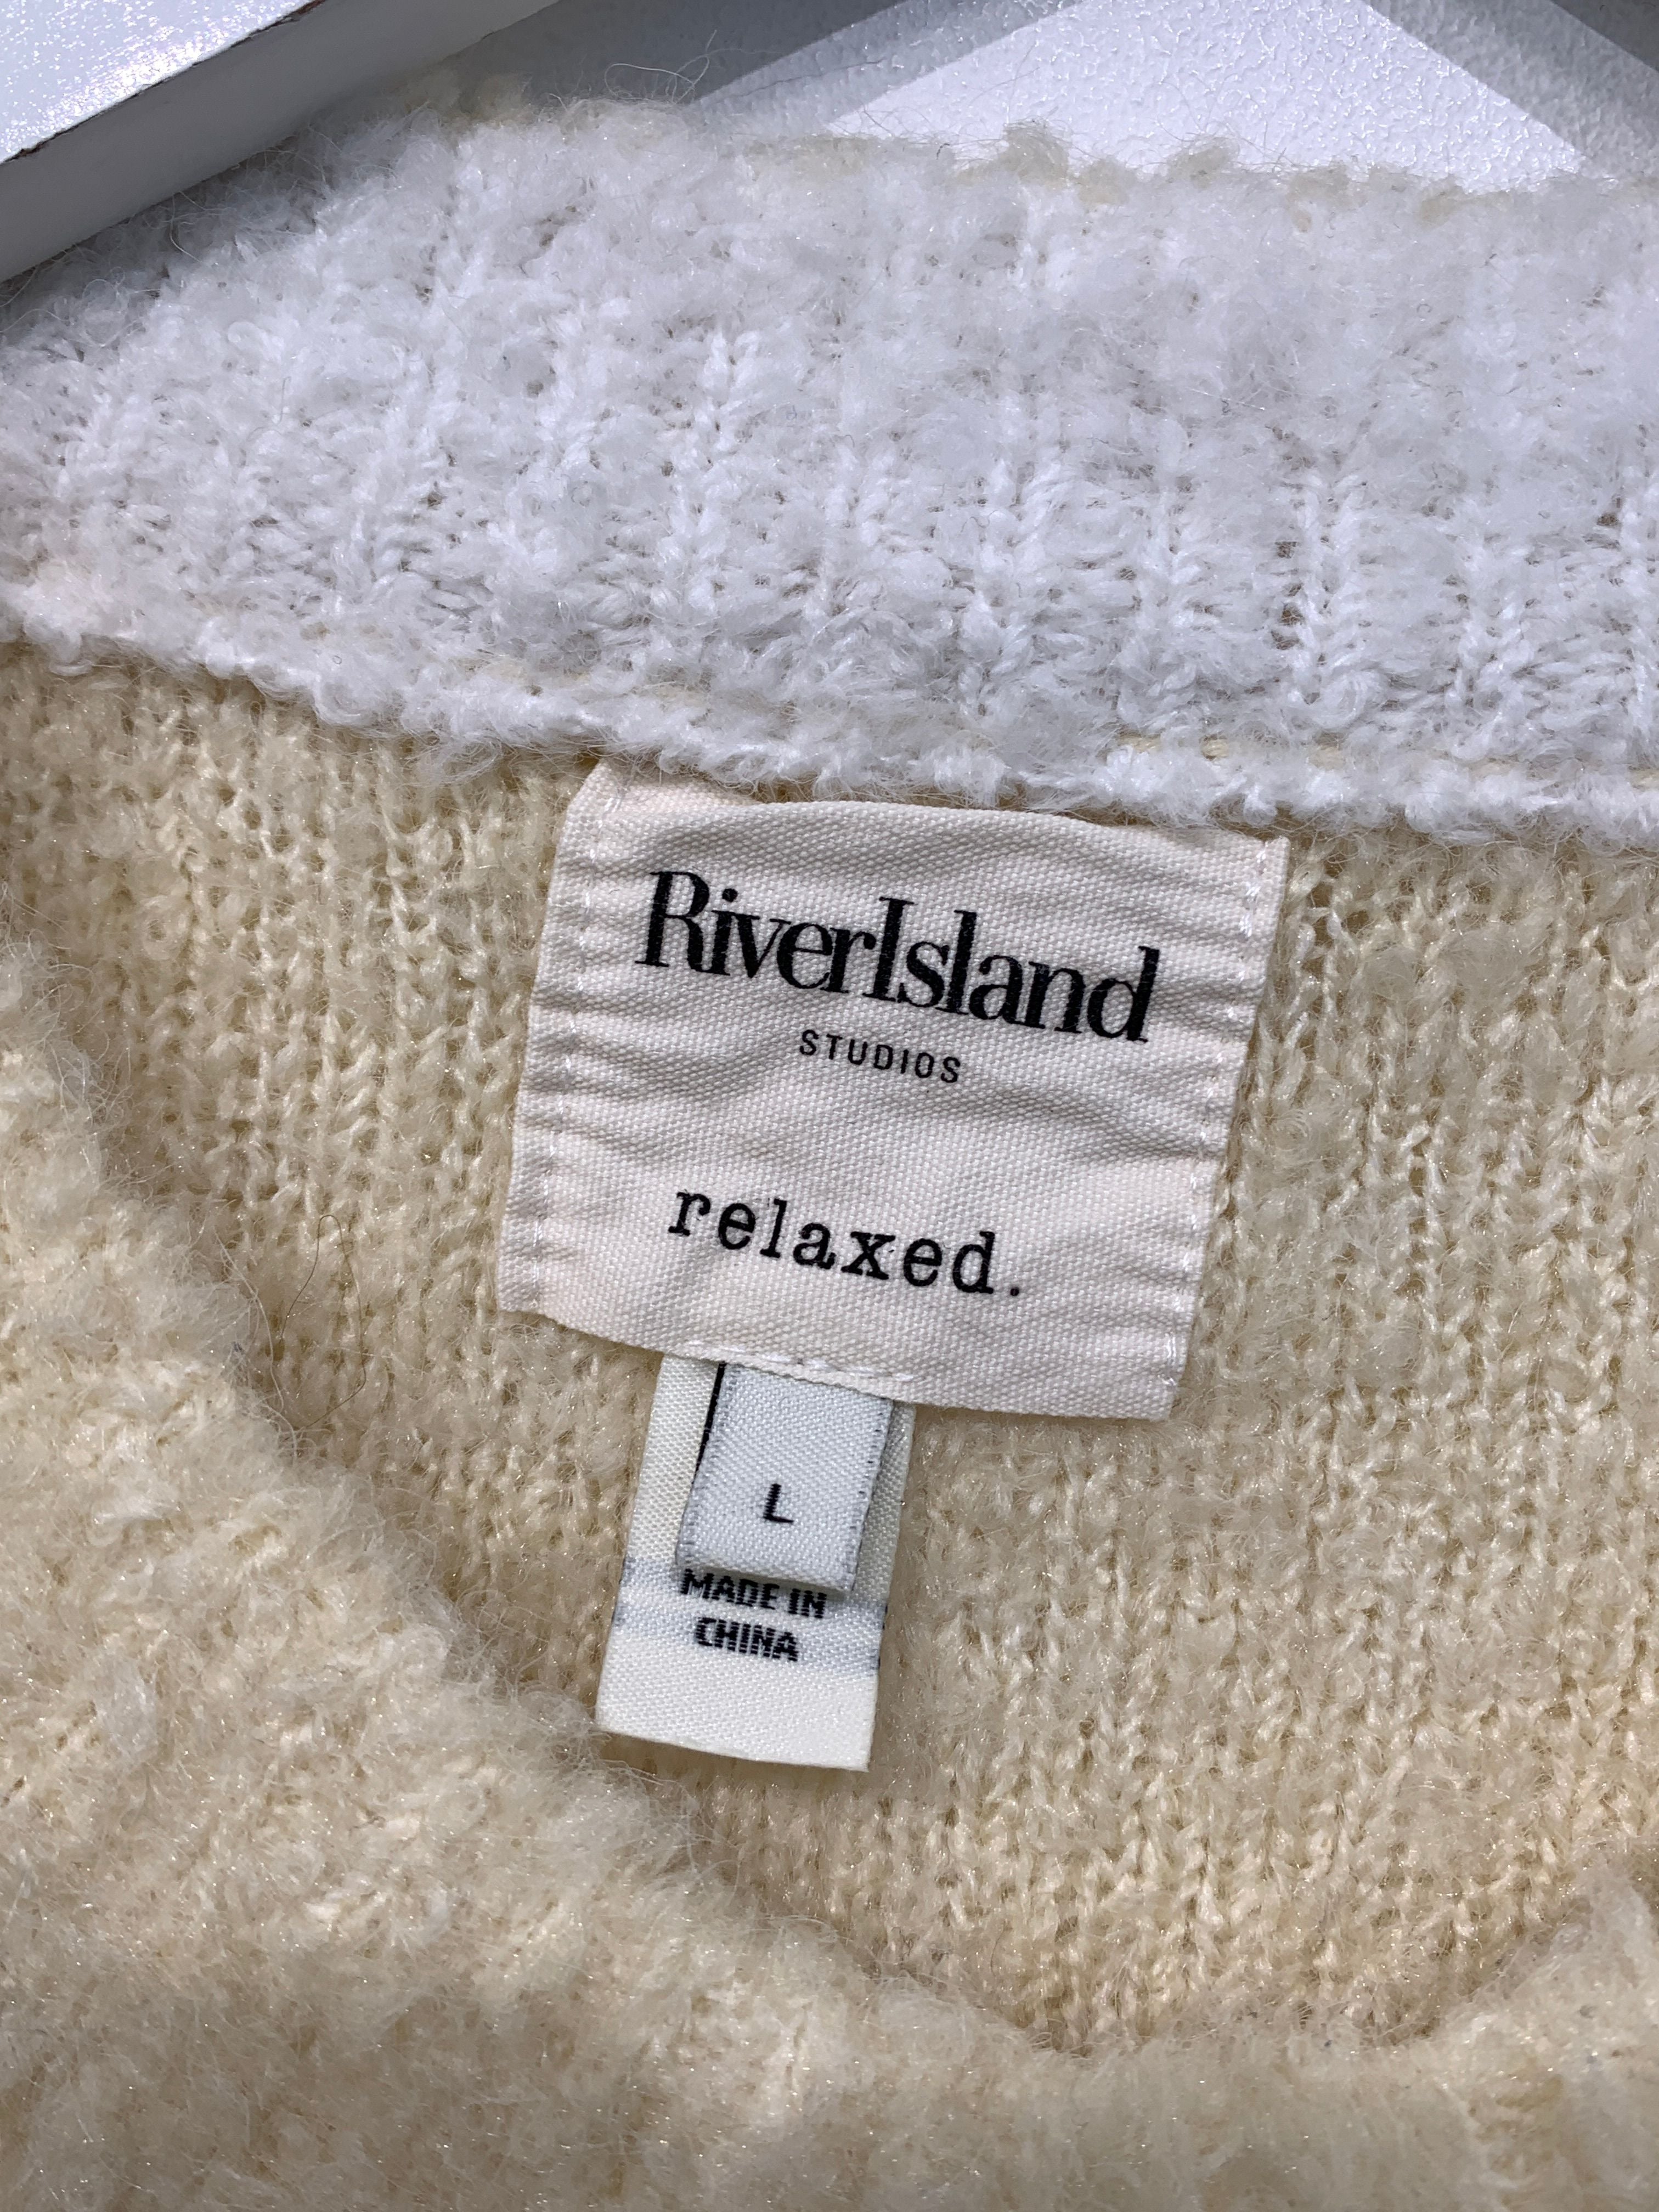 RiverIsland
STUDIOS
relaxed.
L
MADE IN
CHINA